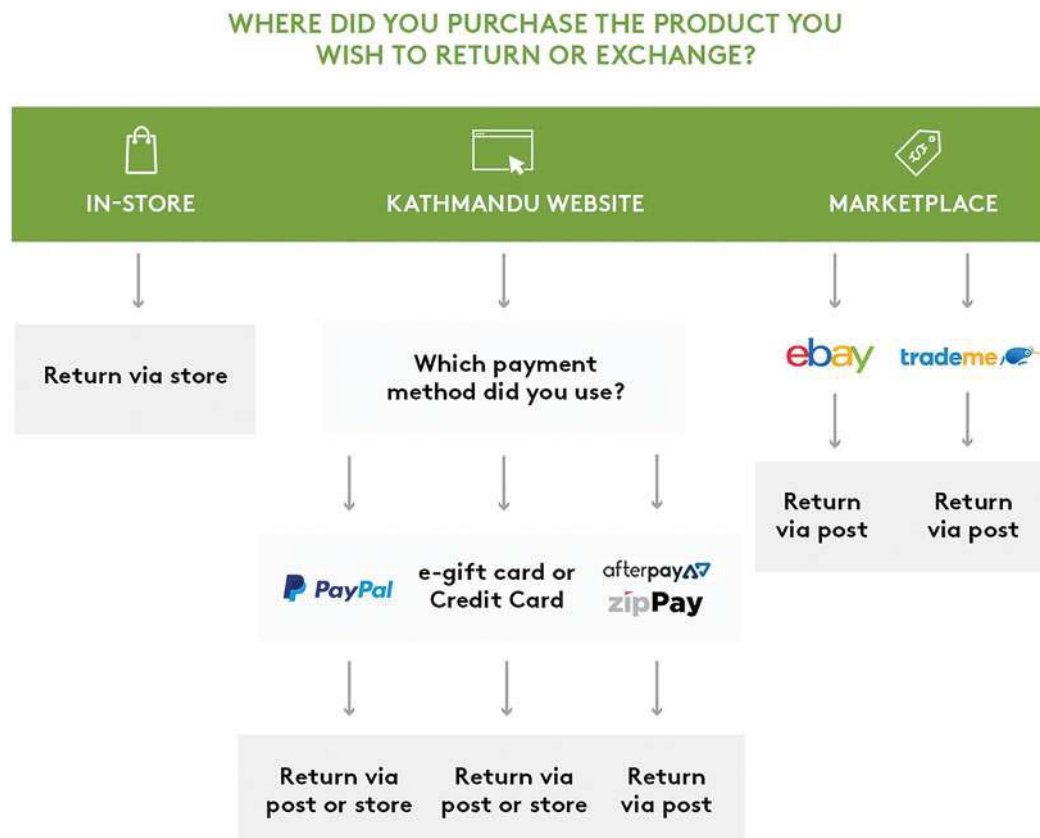 WHERE DID YOU PURCHASE THE PRODUCT YOU
WISH TO RETURN OR EXCHANGE?
IN-STORE
KATHMANDU WEBSITE
MARKETPLACE
Return via store
Which payment
method did you use?
ebay
trademe
Return
via post
Return
via post
PayPal
e-gift card or
Credit Card
afterpay
zipPay
Return via
post or store
Return via
post or store
Return
via post